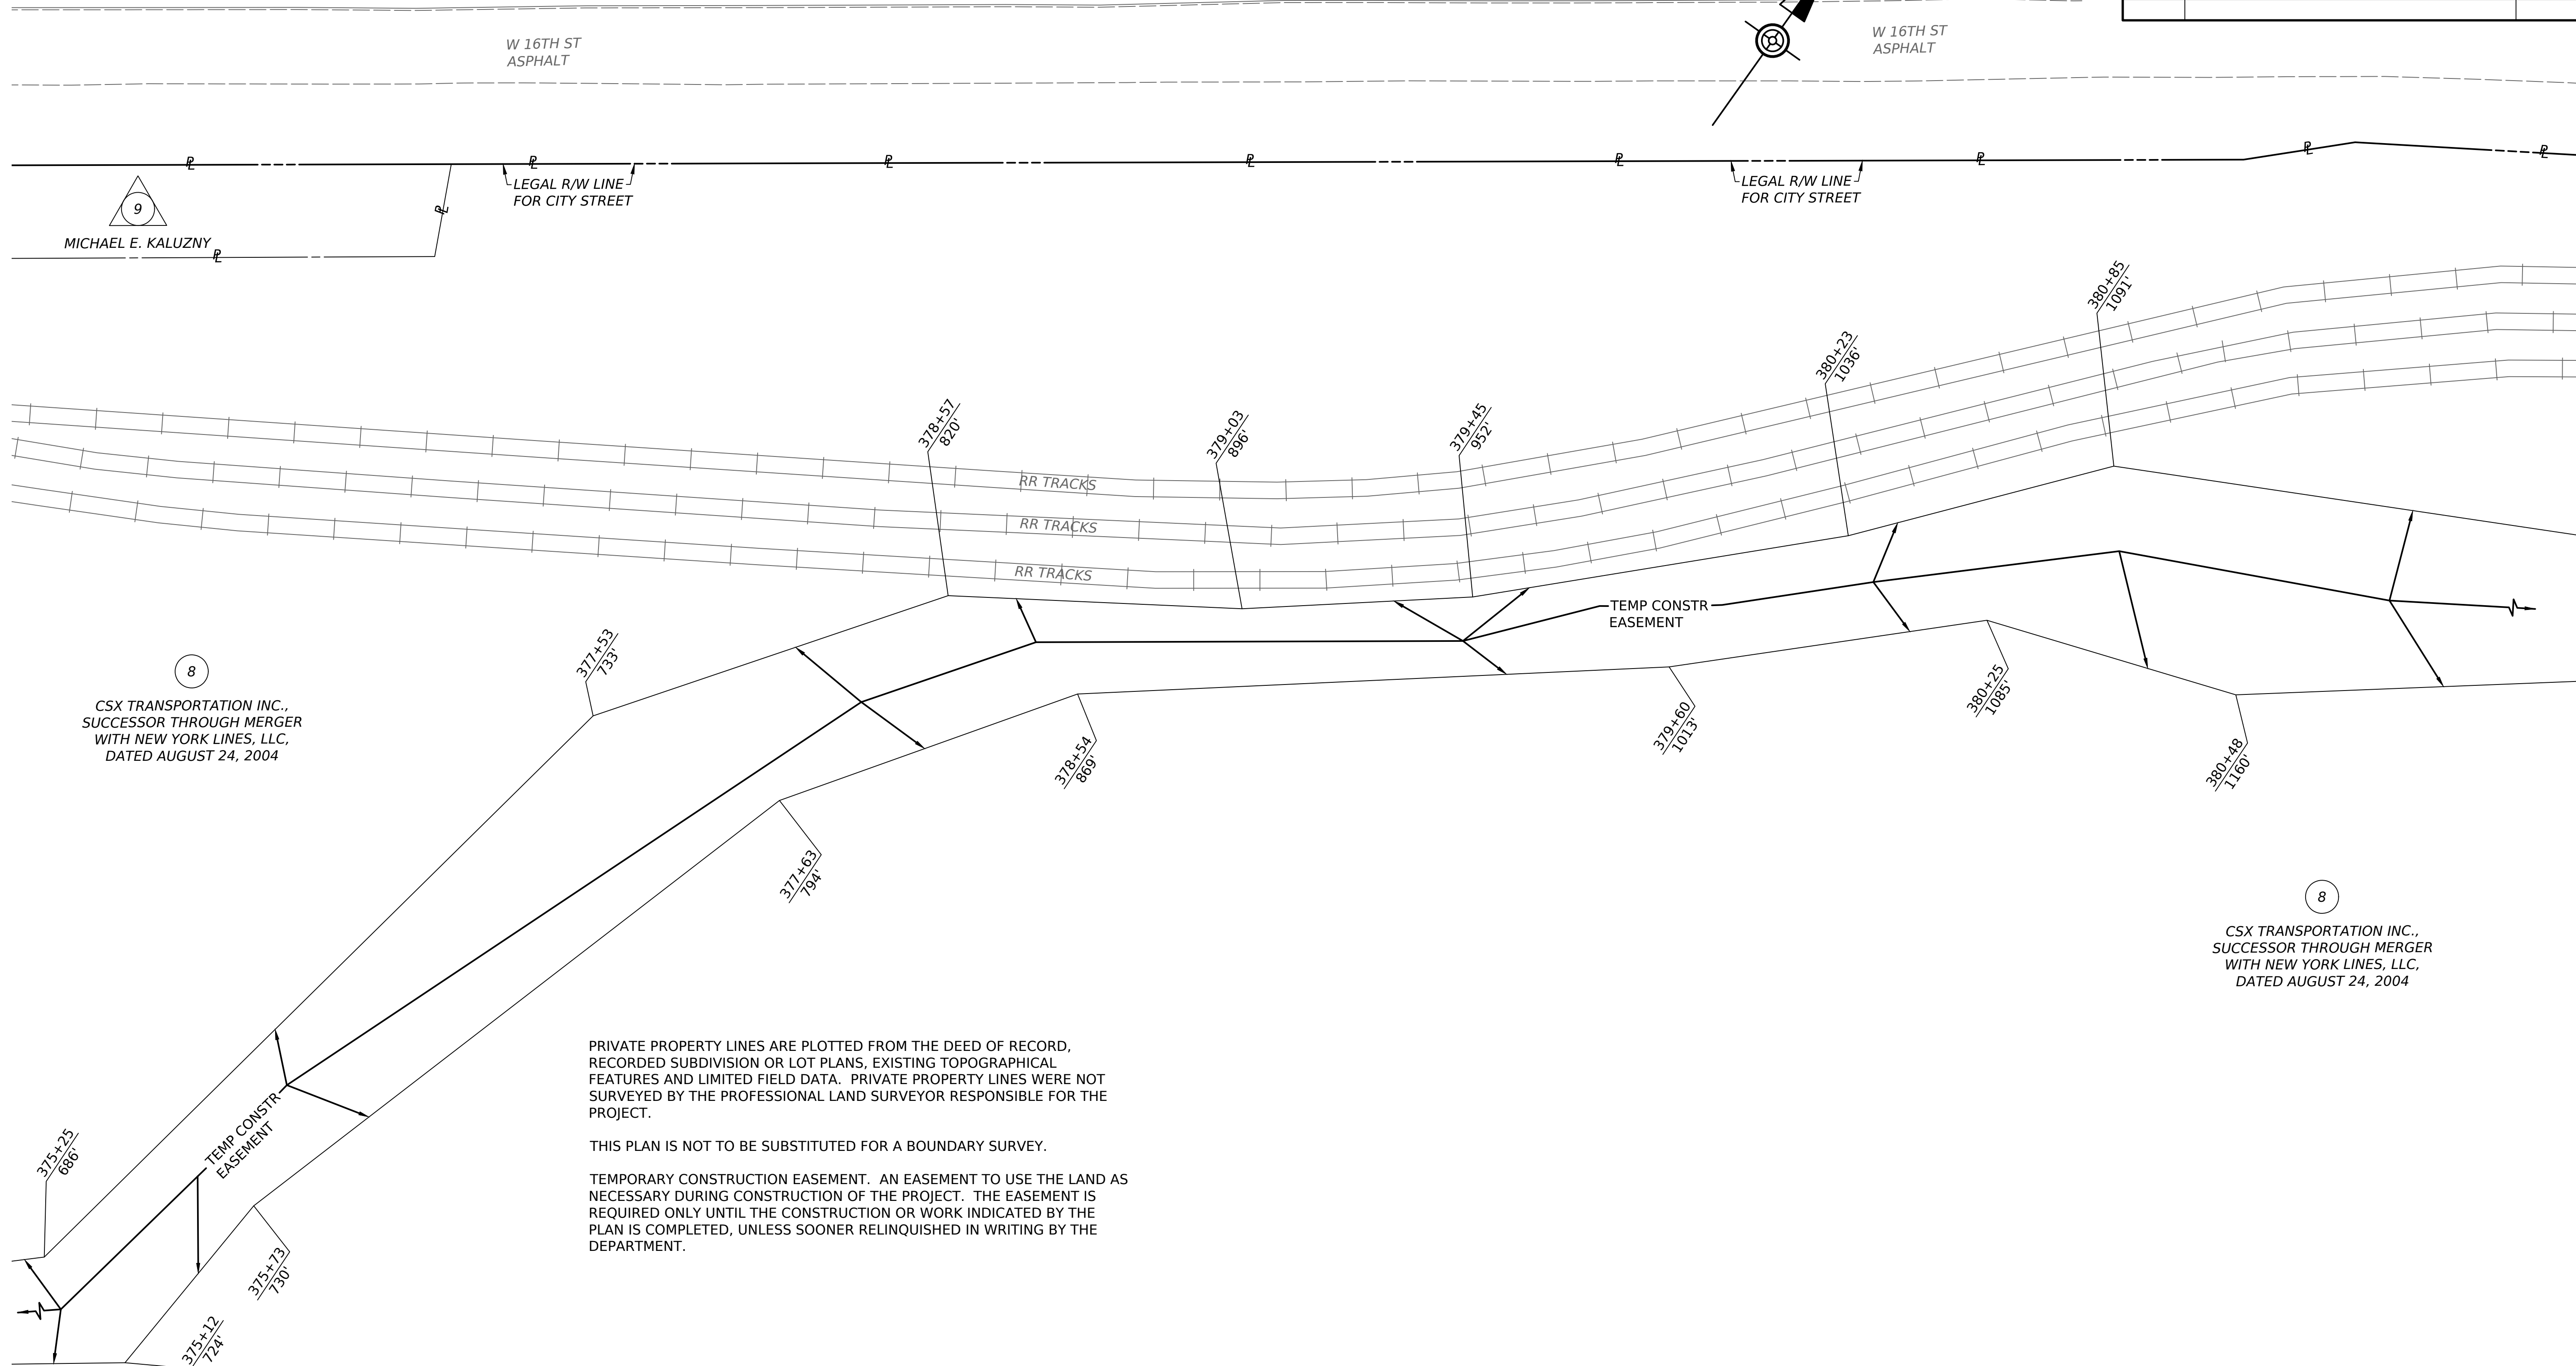 W 16TH ST
ASPHALT
W 16TH ST
ASPHALT
PL
PL
PL
PL
PL
PL
PL
PL
LEGAL R/W LINE
FOR CITY STREET
LEGAL R/W LINE
FOR CITY STREET
9
PL
MICHAEL E. KALUZNY
PL
380+85
1091'
380+23
1036'
378+57
820'
379+03
896'
379+45
952'
RR TRACKS
RR TRACKS
RR TRACKS
TEMP CONSTR
EASEMENT
377+53
733'
8
CSX TRANSPORTATION INC.,
SUCCESSOR THROUGH MERGER
WITH NEW YORK LINES, LLC,
DATED AUGUST 24, 2004
380+25
1085'
379+60
1013'
378+54
869'
380+48
1160'
377+63
794'
8
CSX TRANSPORTATION INC.,
SUCCESSOR THROUGH MERGER
WITH NEW YORK LINES, LLC,
DATED AUGUST 24, 2004
PRIVATE PROPERTY LINES ARE PLOTTED FROM THE DEED OF RECORD,
RECORDED SUBDIVISION OR LOT PLANS, EXISTING TOPOGRAPHICAL
FEATURES AND LIMITED FIELD DATA. PRIVATE PROPERTY LINES WERE NOT
SURVEYED BY THE PROFESSIONAL LAND SURVEYOR RESPONSIBLE FOR THE
PROJECT.
THIS PLAN IS NOT TO BE SUBSTITUTED FOR A BOUNDARY SURVEY.
TEMPORARY CONSTRUCTION EASEMENT. AN EASEMENT TO USE THE LAND AS
NECESSARY DURING CONSTRUCTION OF THE PROJECT. THE EASEMENT IS
REQUIRED ONLY UNTIL THE CONSTRUCTION OR WORK INDICATED BY THE
PLAN IS COMPLETED, UNLESS SOONER RELINQUISHED IN WRITING BY THE
DEPARTMENT.
TEMP CONSTR
EASEMENT
375+25
686'
375+73
730'
375+12
724'